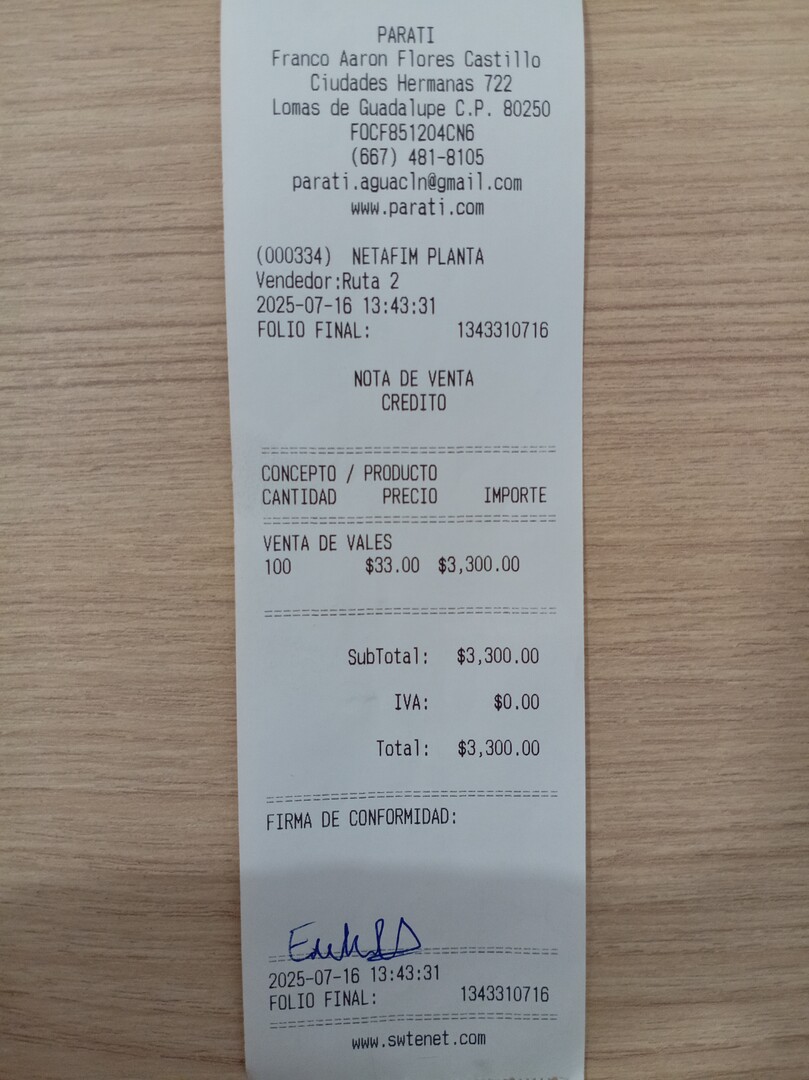 PARATI
Franco Aaron Flores Castillo
Ciudades Hermanas 722
Lomas de Guadalupe C.P. 80250
FOCF851204CN6
(667) 481-8105
parati.aguacln@gmail.com
www.parati.com
(000334) NETAFIM PLANTA
Vendedor:Ruta 2
2025-07-16 13:43:31
FOLIO FINAL: 1343310716
NOTA DE VENTA
CREDITO
CONCEPTO / PRODUCTO
CANTIDAD PRECIO IMPORTE
VENTA DE VALES
100 $33.00 $3,300.00
SubTotal: $3,300.00
IVA: $0.00
Total: $3,300.00
FIRMA DE CONFORMIDAD:
2025-07-16 13:43:31
FOLIO FINAL: 1343310716
www.swtenet.com